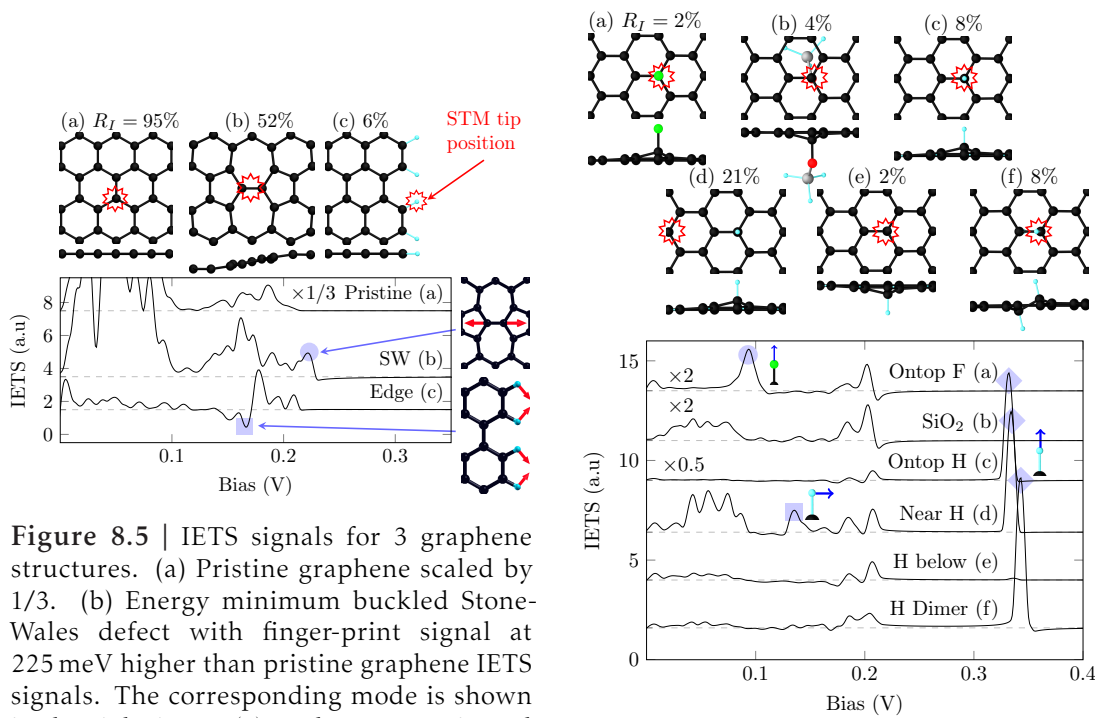 (a) R_I = 95%
(b) 52%
(c) 6%
STM tip
position
IETS (a.u)
8
6
4
2
0
×1/3 Pristine (a)
SW (b)
Edge (c)
0.1
0.2
0.3
Bias (V)
Figure 8.5 | IETS signals for 3 graphene
structures. (a) Pristine graphene scaled by
1/3. (b) Energy minimum buckled Stone-
Wales defect with finger-print signal at
225 meV higher than pristine graphene IETS
signals. The corresponding mode is shown
(a) R_I = 2%
(b) 4%
(c) 8%
(d) 21%
(e) 2%
(f) 8%
IETS (a.u)
15
10
5
0
×2
Ontop F (a)
×2
SiO2 (b)
×0.5
Ontop H (c)
Near H (d)
H below (e)
H Dimer (f)
0.1
0.2
0.3
0.4
Bias (V)